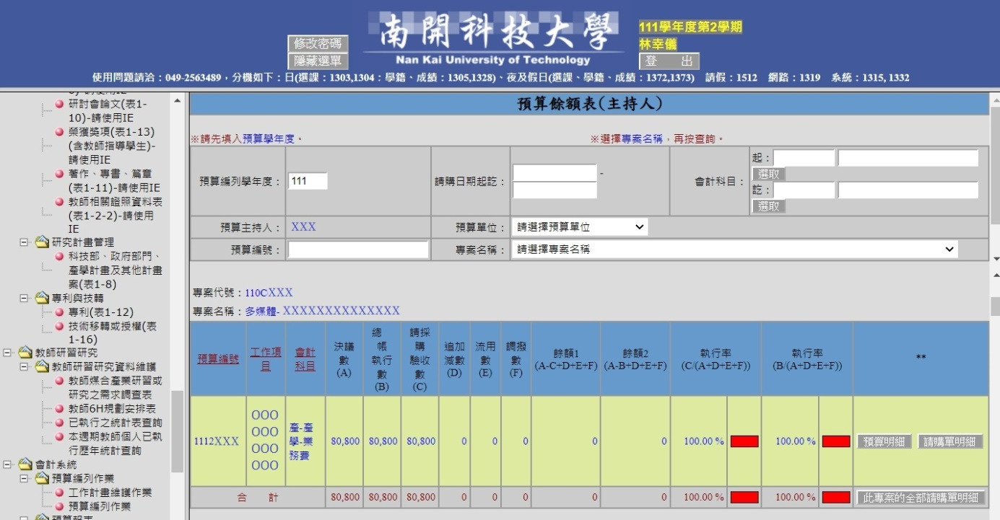 修改密碼
隱藏選單
南開科技大學
Nan Kai University of Technology
111學年度第2學期
林幸儀
登 出
使用問題請洽：049-2563489，分機如下：日(選課：1303,1304：學籍、成績：1305,1328)、夜及假日(選課、學籍、成績：1372,1373) 請假：1512 網路：1319 系統：1315, 1332
研討會論文(表1-
10)-請使用IE
榮獲獎項(表1-13)
(含教師指導學生)-
請使用IE
著作、專書、篇章
(表1-11)-請使用IE
教師相關證照資料表
(表1-2-2)-請使用
IE
研究計畫管理
科技部、政府部門、
產學計畫及其他計畫
案(表1-8)
專利與技轉
專利(表1-12)
技術移轉或授權(表
1-16)
教師研習研究
教師研習研究資料維護
教師媒合產業研習或
研究之需求調查表
教師6H規劃安排表
已執行之統計表查詢
本週期教師個人已執
行歷年統計查詢
會計系統
預算編列作業
工作計畫維護作業
預算編列作業
預算餘額表(主持人)
※請先填入預算學年度。
※選擇專案名稱，再按查詢。
預算編列學年度： 111
請購日期起訖： -
會計科目：
起：
選取
訖：
選取
預算主持人： XXX
預算單位： 請選擇預算單位
預算編號：
專案名稱： 請選擇專案名稱
專案代號：110CXXX
專案名稱：多媒體- XXXXXXXXXXXXXX
預算編號
工作項
目
會計
科目
決議
數
(A)
總
帳
執行
數
(B)
請採
購
驗收
數
(C)
追加
減數
(D)
流用
數
(E)
調撥
數
(F)
餘額1
(A-C+D+E+F)
餘額2
(A-B+D+E+F)
執行率
(C/(A+D+E+F))
執行率
(B/(A+D+E+F))
**
1112XXX
OOO
OOO
OOO
OOO
產-產
學-業
務費
80,800 80,800 80,800 0 0 0 0 0 100.00 % 100.00 % 預算明細 請購單明細
合 計 80,800 80,800 80,800 0 0 0 0 0 100.00 % 100.00 % 此專案的全部請購單明細